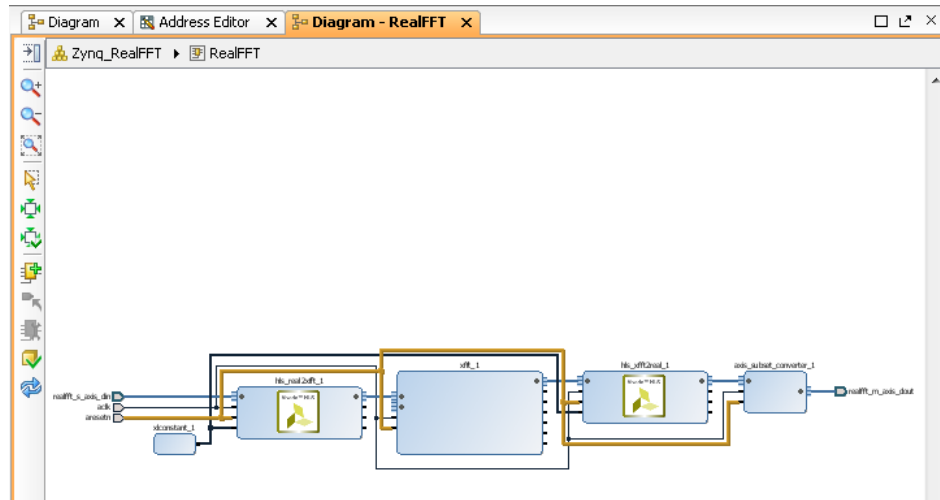 Diagram
Address Editor
Diagram - RealFFT
Zynq_RealFFT
RealFFT
hls_real2xfft_1
xfft_1
hls_xfft2real_1
axis_subset_converter_1
realfft_s_axis_din
aclk
aresetn
xlconstant_1
realfft_m_axis_dout